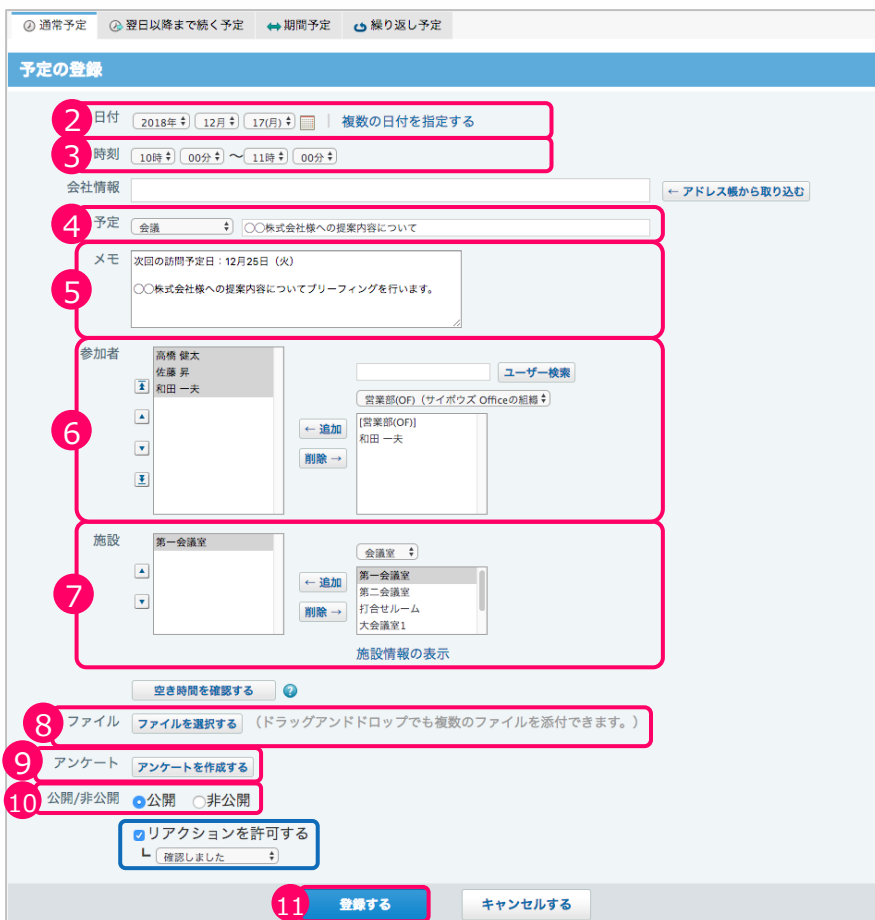 通常予定 翌日以降まで続く予定 期間予定 繰り返し予定
予定の登録
2 日付 2018年 12月 17(月) | 複数の日付を指定する
3 時刻 10時 00分 〜 11時 00分
会社情報 ← アドレス帳から取り込む
4 予定 会議 〇〇株式会社様への提案内容について
5 メモ 次回の訪問予定日：12月25日（火）
〇〇株式会社様への提案内容についてブリーフィングを行います。
6 参加者 高橋 健太
佐藤 昇
和田 一夫
ユーザー検索
営業部(OF)（サイボウズ Officeの組織
← 追加
削除 →
[営業部(OF)]
和田 一夫
7 施設 第一会議室
会議室
← 追加
削除 →
第一会議室
第二会議室
打合せルーム
大会議室1
施設情報の表示
空き時間を確認する ?
8 ファイル ファイルを選択する （ドラッグアンドドロップでも複数のファイルを添付できます。）
9 アンケート アンケートを作成する
10 公開/非公開 公開 非公開
リアクションを許可する
確認しました
11 登録する キャンセルする